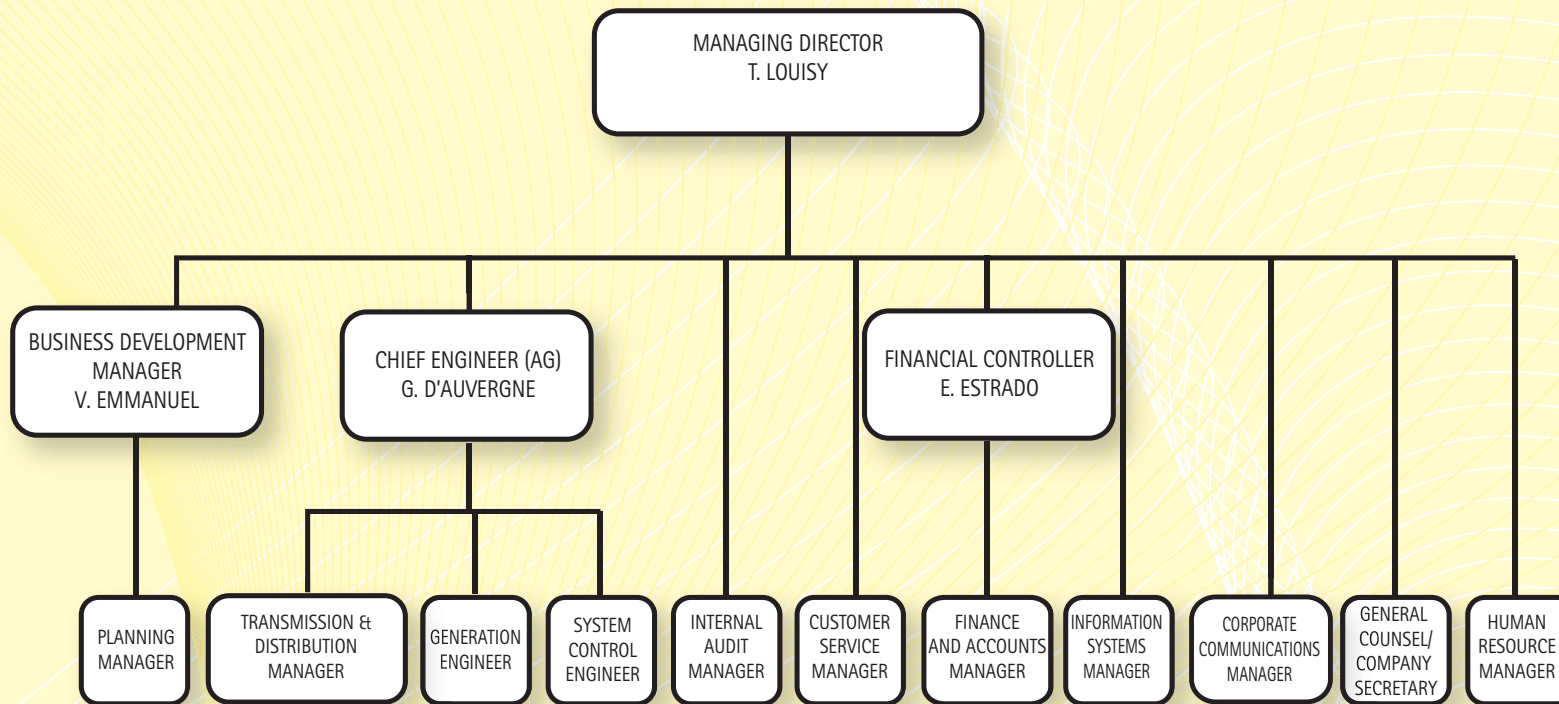 MANAGING DIRECTOR
T. LOUISY
BUSINESS DEVELOPMENT
MANAGER
V. EMMANUEL
CHIEF ENGINEER (AG)
G. D'AUVERGNE
FINANCIAL CONTROLLER
E. ESTRADO
PLANNING
MANAGER
TRANSMISSION &
DISTRIBUTION
MANAGER
GENERATION
ENGINEER
SYSTEM
CONTROL
ENGINEER
INTERNAL
AUDIT
MANAGER
CUSTOMER
SERVICE
MANAGER
FINANCE
AND ACCOUNTS
MANAGER
INFORMATION
SYSTEMS
MANAGER
CORPORATE
COMMUNICATIONS
MANAGER
GENERAL
COUNSEL/
COMPANY
SECRETARY
HUMAN
RESOURCE
MANAGER